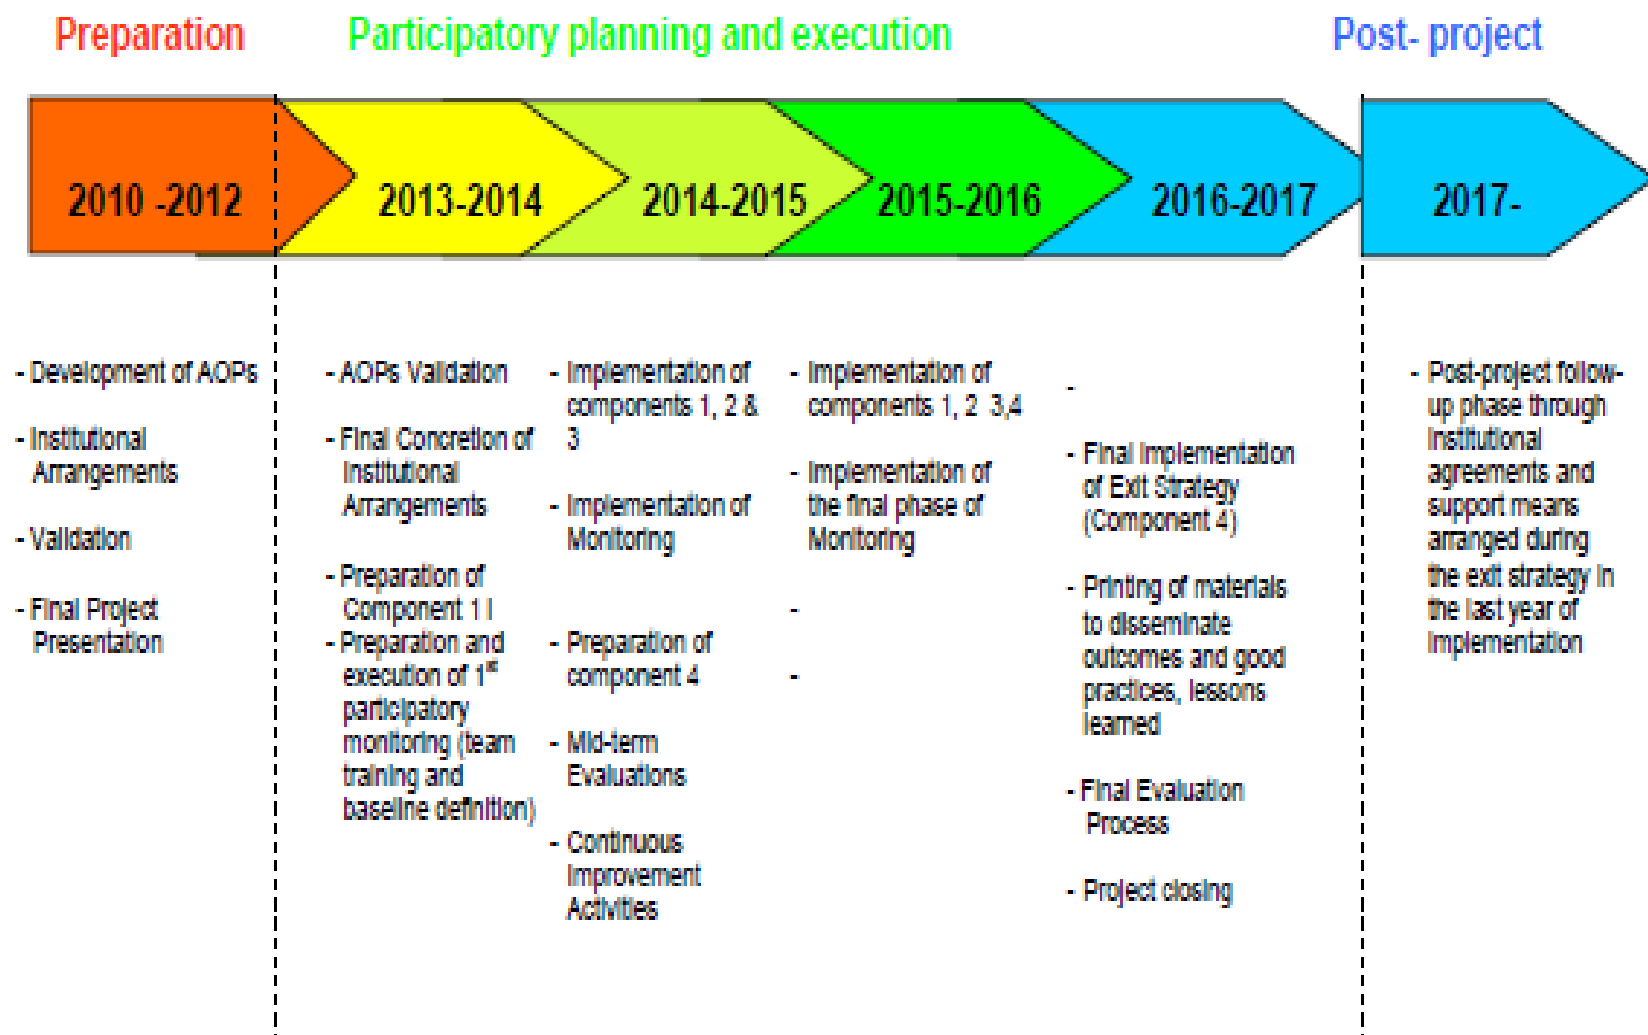 Preparation
Participatory planning and execution
Post- project
2010 -2012
2013-2014
2014-2015
2015-2016
2016-2017
2017-
- Development of AOPs
- Institutional
Arrangements
- Validation
- Final Project
Presentation
- AOPs Validation
- Final Concretion of
Institutional
Arrangements
- Preparation of
Component 1 I
- Preparation and
execution of 1st
participatory
monitoring (team
training and
baseline definition)
- Implementation of
components 1, 2 &
3
- Implementation of
Monitoring
- Preparation of
component 4
- Mid-term
Evaluations
- Continuous
Improvement
Activities
- Implementation of
components 1, 2 3,4
- Implementation of
the final phase of
Monitoring
-
-
-
- Final Implementation
of Exit Strategy
(Component 4)
- Printing of materials
to disseminate
outcomes and good
practices, lessons
learned
- Final Evaluation
Process
- Project closing
- Post-project follow-
up phase through
institutional
agreements and
support means
arranged during
the exit strategy in
the last year of
implementation